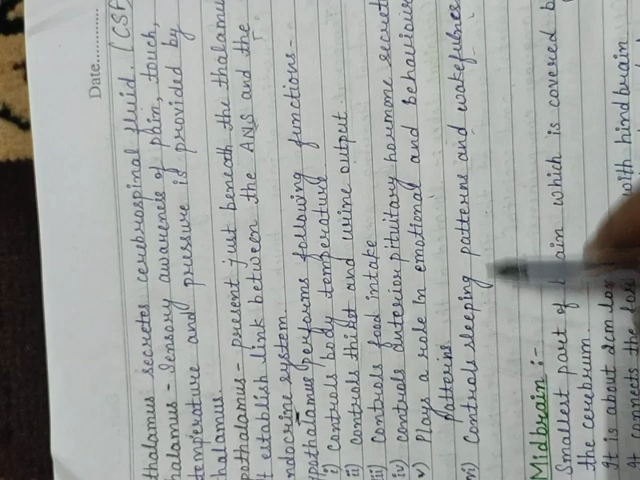 Date............
thalamus secretes cerebrospinal fluid. (CSF
halamus - Sensory awareness of pain, touch,
temperature and pressure is provided by
halamus.
pothalamus - present just beneath the thalamus
t establish link between the ANS and the
ndocrine system.
ypothalamus performs following functions -
i) Controls body temperature
ii) controls thirst and urine output.
iii) Controls food intake
iv) controls anterior pituitary hormone secret
v) Plays a role in emotional and behaviour
patterns
vi) Controls sleeping patterns and wakefulness
Midbrain :-
Smallest part of ain which is covered b
the cerebrum.
It is about 2cm lon
It connects the with hindbrain